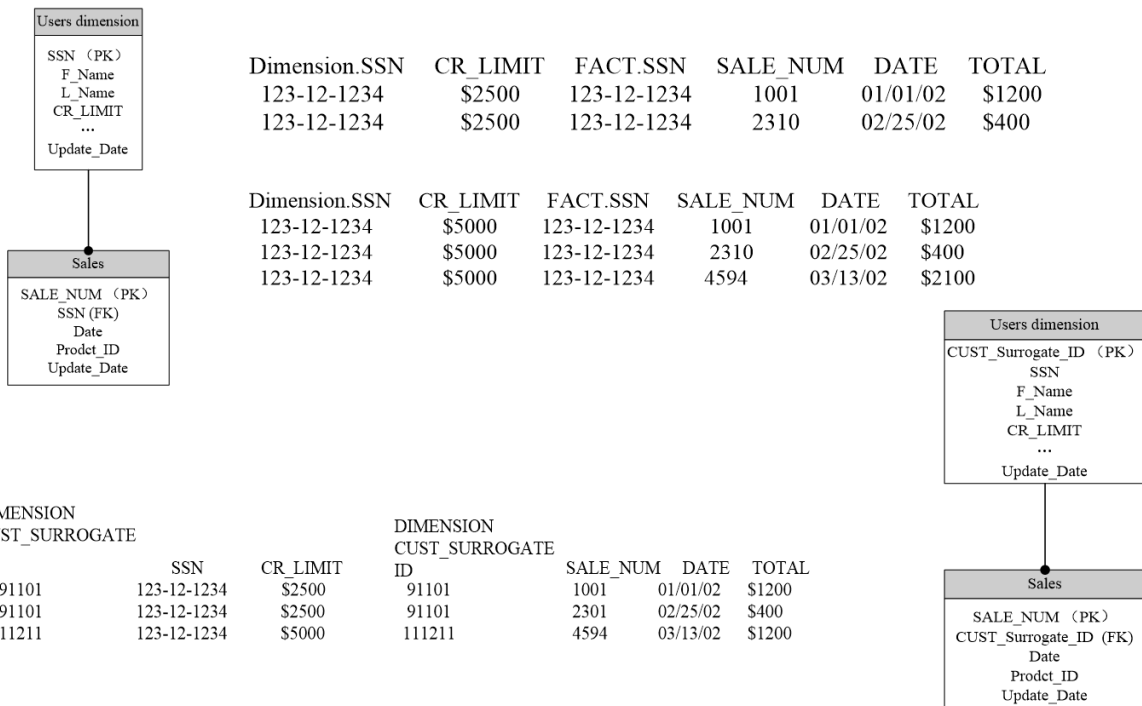 Users dimension
SSN （PK）
F_Name
L_Name
CR_LIMIT
...
Update_Date
Sales
SALE_NUM （PK）
SSN (FK)
Date
Prodct_ID
Update_Date
Dimension.SSN CR_LIMIT FACT.SSN SALE_NUM DATE TOTAL
123-12-1234 $2500 123-12-1234 1001 01/01/02 $1200
123-12-1234 $2500 123-12-1234 2310 02/25/02 $400
Dimension.SSN CR_LIMIT FACT.SSN SALE_NUM DATE TOTAL
123-12-1234 $5000 123-12-1234 1001 01/01/02 $1200
123-12-1234 $5000 123-12-1234 2310 02/25/02 $400
123-12-1234 $5000 123-12-1234 4594 03/13/02 $2100
Users dimension
CUST_Surrogate_ID （PK）
SSN
F_Name
L_Name
CR_LIMIT
...
Update_Date
Sales
SALE_NUM （PK）
CUST_Surrogate_ID (FK)
Date
Prodct_ID
Update_Date
MENSION
ST_SURROGATE
DIMENSION
CUST_SURROGATE
SSN CR_LIMIT ID SALE_NUM DATE TOTAL
91101 123-12-1234 $2500 91101 1001 01/01/02 $1200
91101 123-12-1234 $2500 91101 2301 02/25/02 $400
11211 123-12-1234 $5000 111211 4594 03/13/02 $1200